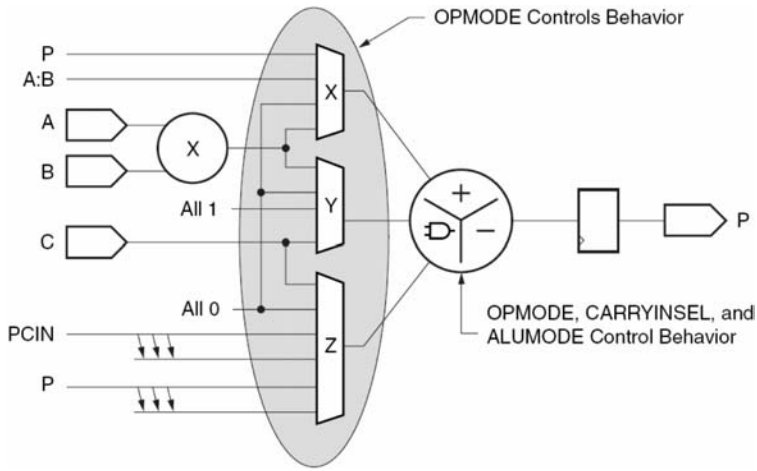 OPMODE Controls Behavior
P
A:B
X
A
X
B
All 1
Y
P
C
All 0
OPMODE, CARRYINSEL, and
ALUMODE Control Behavior
PCIN
Z
P